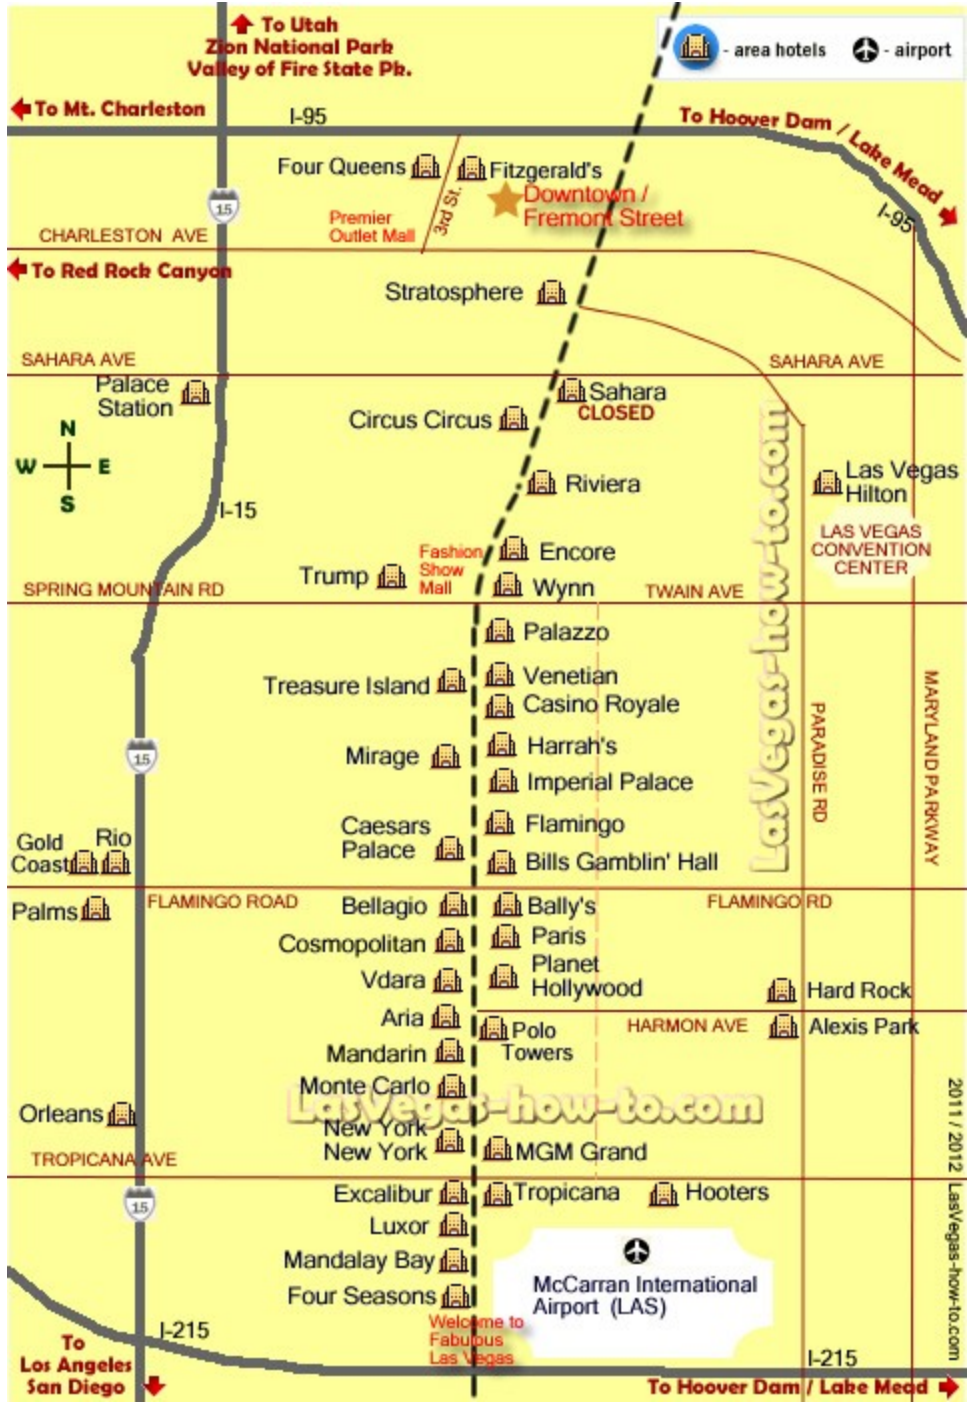 To Utah
Zion National Park
Valley of Fire State Pk.
- area hotels
- airport
To Mt. Charleston
I-95
To Hoover Dam / Lake Mead
Four Queens
Fitzgerald's
3rd St.
15
Downtown /
Fremont Street
Premier
Outlet Mall
I-95
CHARLESTON AVE
To Red Rock Canyon
Stratosphere
SAHARA AVE
SAHARA AVE
Palace
Station
Sahara
CLOSED
Circus Circus
N
W E
S
Riviera
Las Vegas
Hilton
I-15
LAS VEGAS
CONVENTION
CENTER
Encore
Fashion
Show
Mall
Trump
Wynn
SPRING MOUNTAIN RD
TWAIN AVE
Palazzo
Treasure Island
Venetian
Casino Royale
LasVegas-how-to.com
PARADISE RD
MARYLAND PARKWAY
15
Mirage
Harrah's
Imperial Palace
Caesars
Palace
Flamingo
Gold
Coast
Rio
Bills Gamblin' Hall
Palms
FLAMINGO ROAD
Bellagio
Bally's
FLAMINGO RD
Cosmopolitan
Paris
Vdara
Planet
Hollywood
Hard Rock
Aria
Polo
Towers
HARMON AVE
Alexis Park
Mandarin
Monte Carlo
LasVegas-how-to.com
Orleans
New York
New York
MGM Grand
TROPICANA AVE
15
Excalibur
Tropicana
Hooters
Luxor
Mandalay Bay
Four Seasons
McCarran International
Airport (LAS)
Welcome to
Fabulous
Las Vegas
I-215
I-215
To
Los Angeles
San Diego
To Hoover Dam / Lake Mead
2011 / 2012 LasVegas-how-to.com